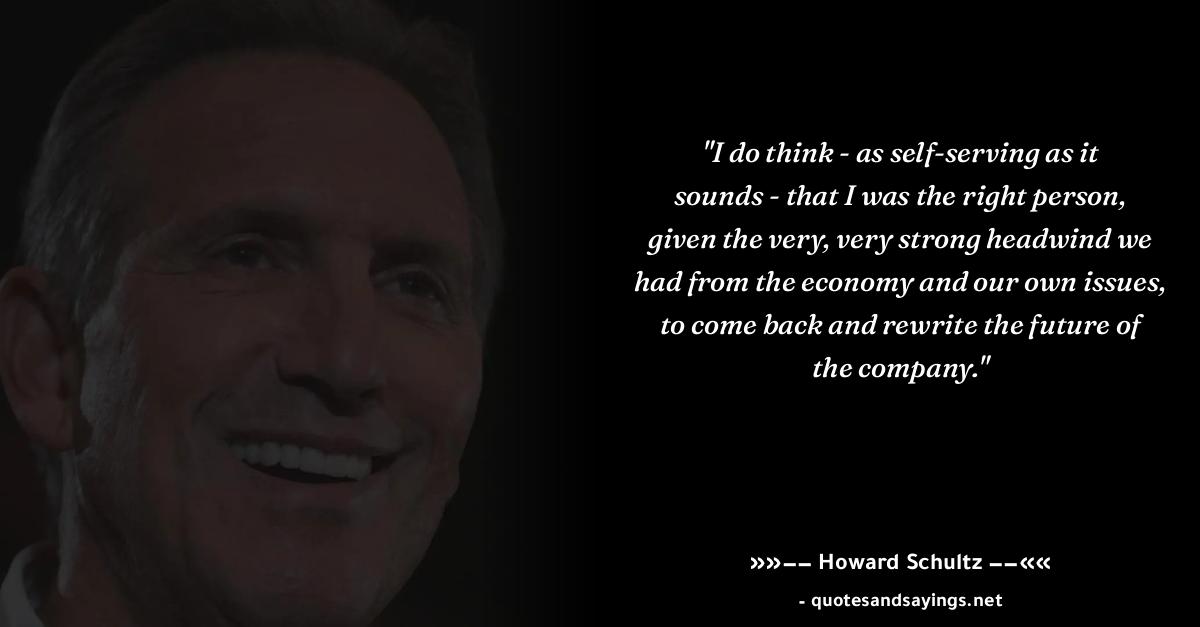 "I do think - as self-serving as it
sounds - that I was the right person,
given the very, very strong headwind we
had from the economy and our own issues,
to come back and rewrite the future of
the company."
»»–– Howard Schultz ––««
- quotesandsayings.net